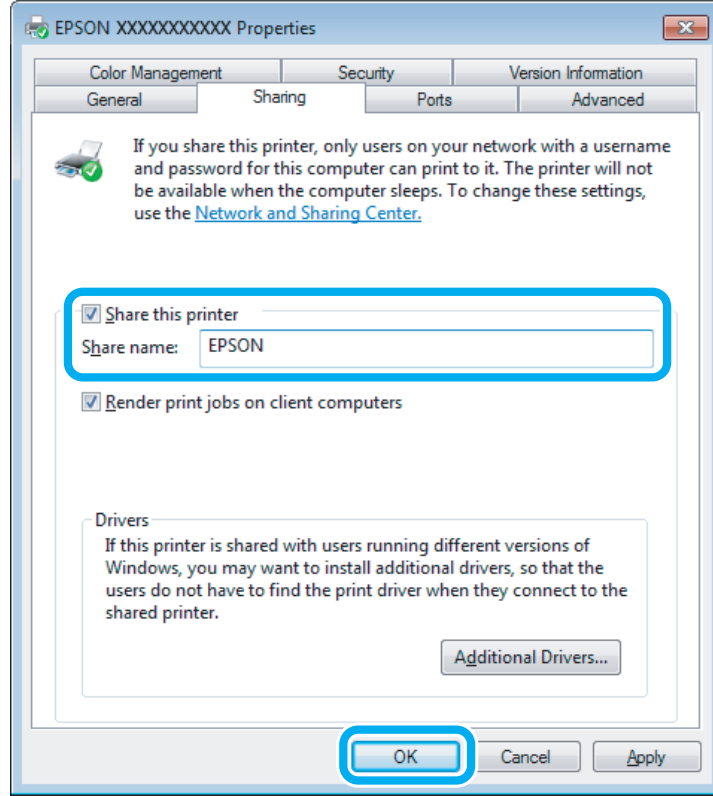 EPSON XXXXXXXXXXX Properties
Color Management Security Version Information
General Sharing Ports Advanced
If you share this printer, only users on your network with a username
and password for this computer can print to it. The printer will not
be available when the computer sleeps. To change these settings,
use the Network and Sharing Center.
Share this printer
Share name: EPSON
Render print jobs on client computers
Drivers
If this printer is shared with users running different versions of
Windows, you may want to install additional drivers, so that the
users do not have to find the print driver when they connect to the
shared printer.
Additional Drivers...
OK Cancel Apply